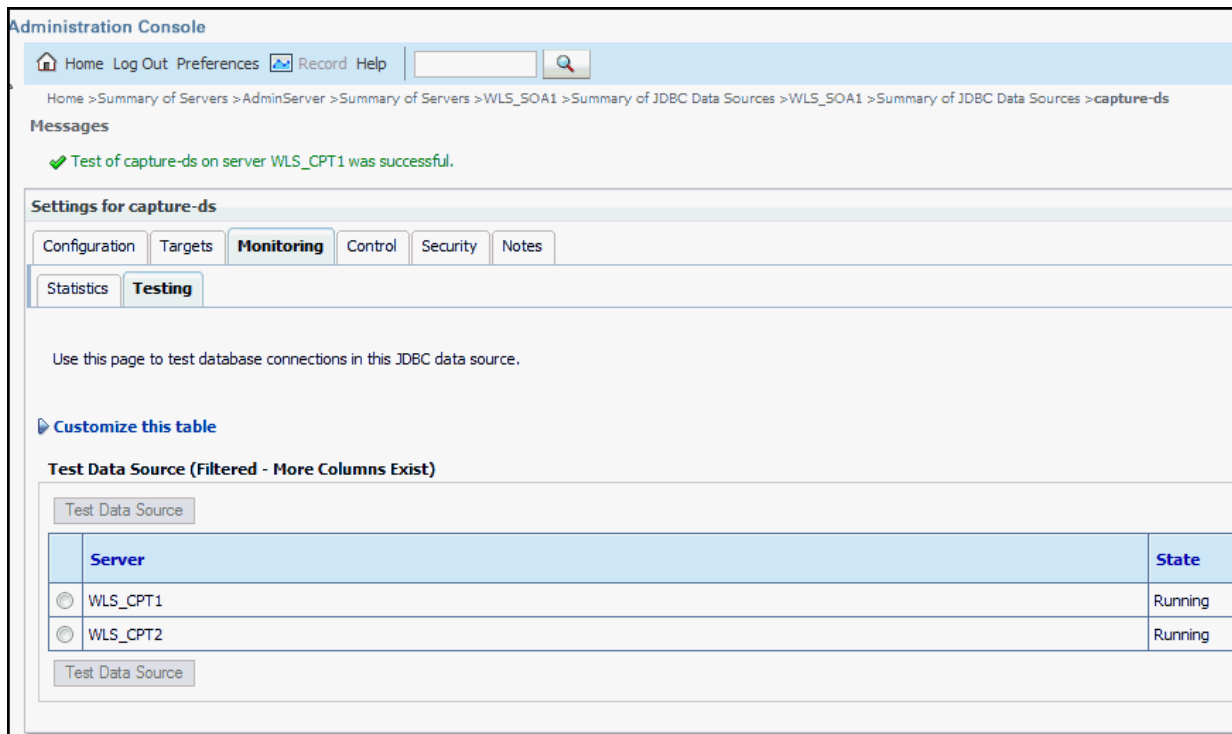 Administration Console
Home Log Out Preferences Record Help
Home >Summary of Servers >AdminServer >Summary of Servers >WLS_SOA1 >Summary of JDBC Data Sources >WLS_SOA1 >Summary of JDBC Data Sources >capture-ds
Messages
Test of capture-ds on server WLS_CPT1 was successful.
Settings for capture-ds
Configuration Targets Monitoring Control Security Notes
Statistics Testing
Use this page to test database connections in this JDBC data source.
Customize this table
Test Data Source (Filtered - More Columns Exist)
Test Data Source
Server State
WLS_CPT1 Running
WLS_CPT2 Running
Test Data Source